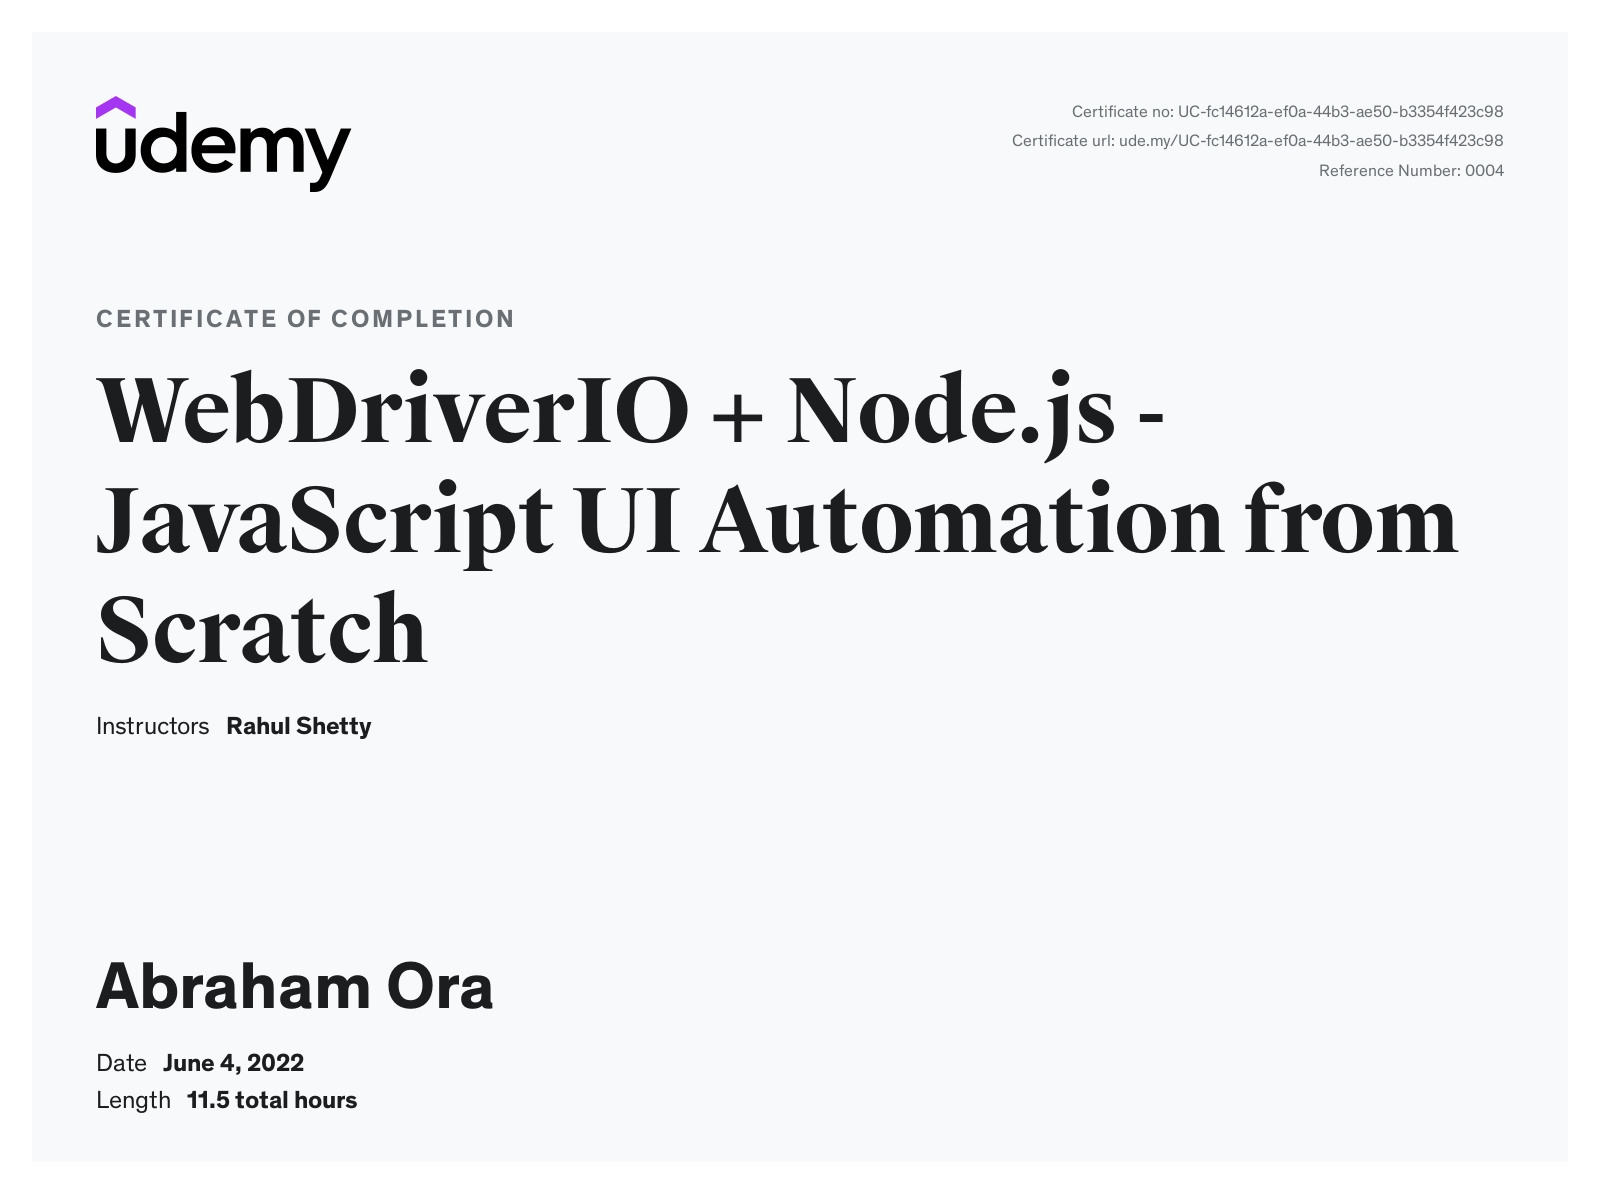 udemy
Certificate no: UC-fc14612a-ef0a-44b3-ae50-b3354f423c98
Certificate url: ude.my/UC-fc14612a-ef0a-44b3-ae50-b3354f423c98
Reference Number: 0004
CERTIFICATE OF COMPLETION
WebDriverIO + Node.js -
JavaScript UI Automation from
Scratch
Instructors Rahul Shetty
Abraham Ora
Date June 4, 2022
Length 11.5 total hours